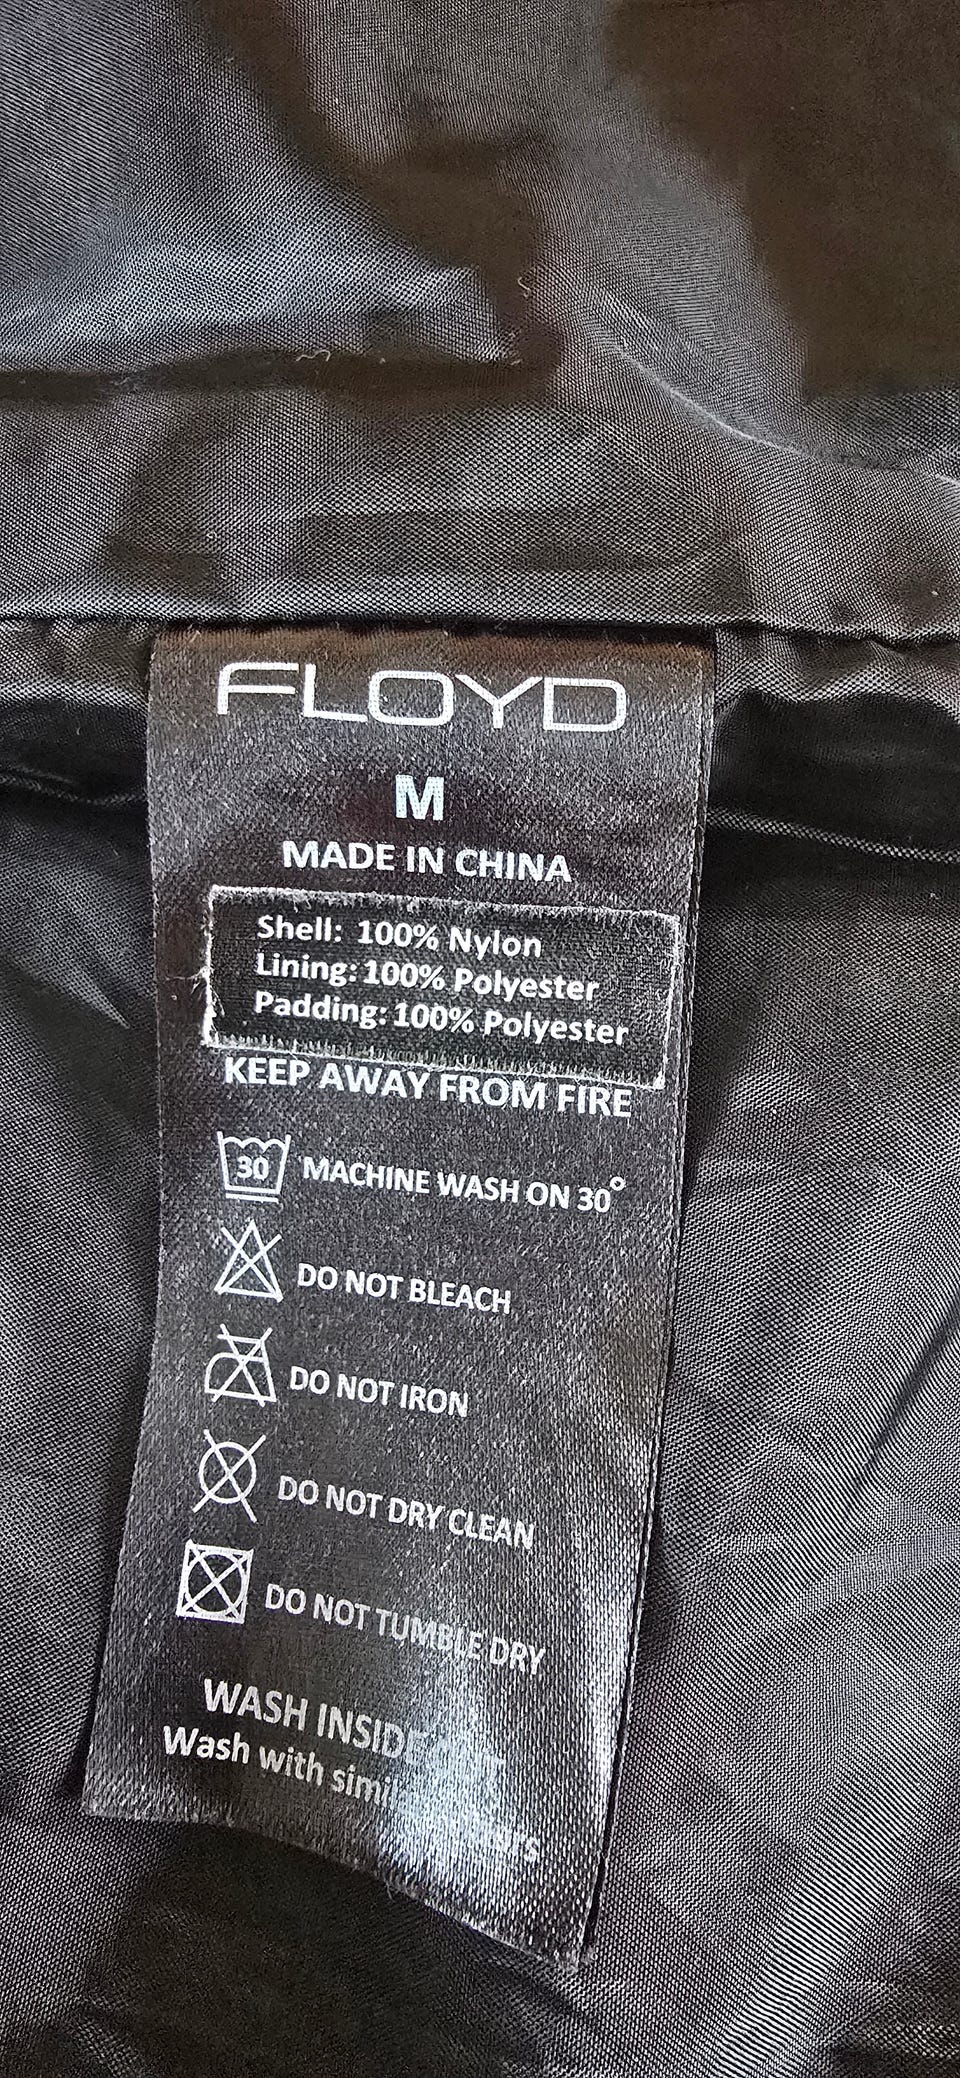 FLOYD
M
MADE IN CHINA
Shell: 100% Nylon
Lining: 100% Polyester
Padding: 100% Polyester
KEEP AWAY FROM FIRE
30 MACHINE WASH ON 30°
DO NOT BLEACH
DO NOT IRON
DO NOT DRY CLEAN
DO NOT TUMBLE DRY
WASH INSIDE
Wash with